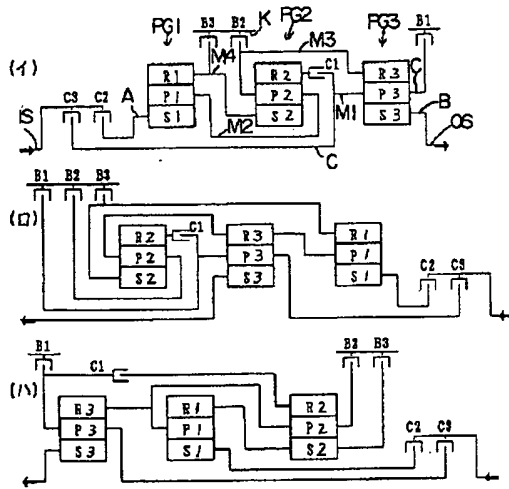 PG1 B3 B2 K PG2 M3 PG3 B1
(イ) R1 M4 R2 C1 R3 C
P1 P2 P3
C3 C2 A S1 M2 S2 M1 S3 B
IS C OS
B1 B2 B3
(ロ) R2 C1 R3 R1
P2 P3 P1
S2 S3 S1 C2 C3
B1 C1 B2 B3
(ハ) R3 R1 R2
P3 P1 P2 C2 C3
S3 S1 S2